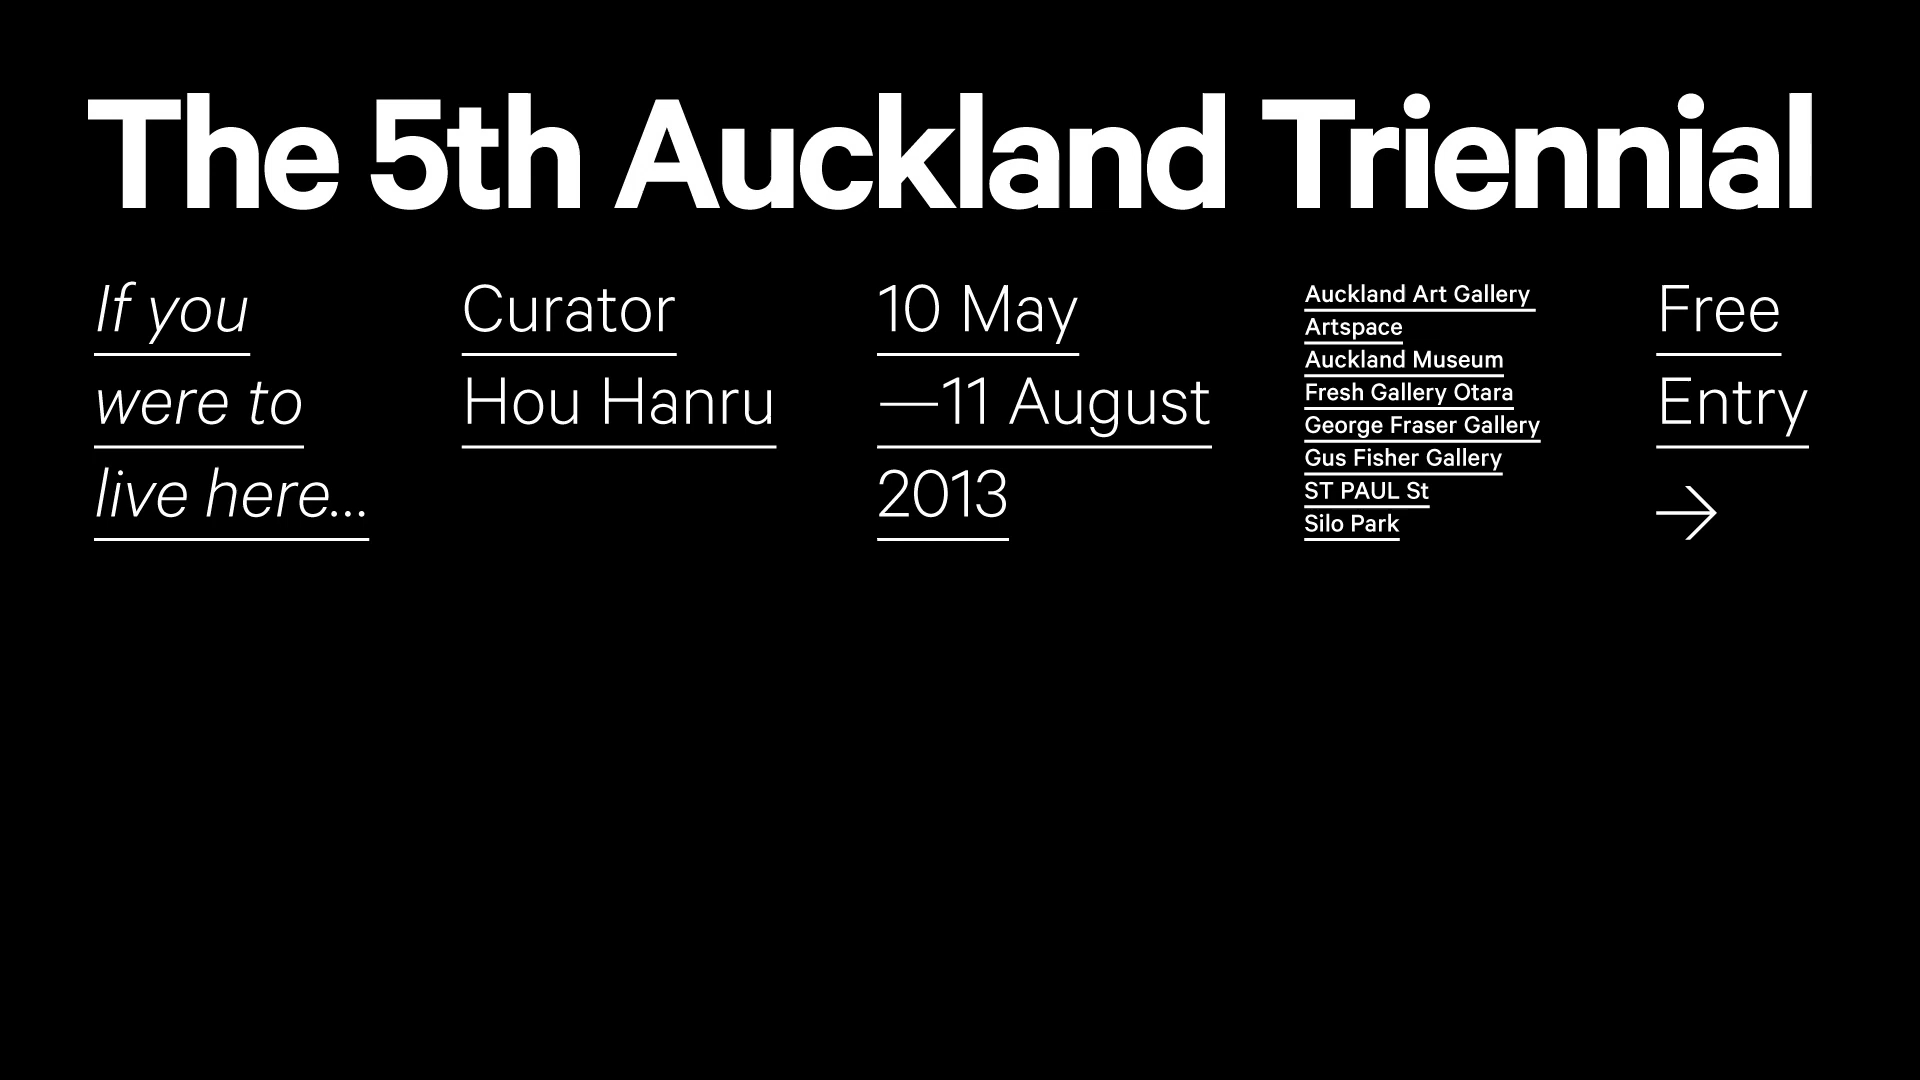 The 5th Auckland Triennial
If you
were to
live here...
Curator
Hou Hanru
10 May
—11 August
2013
Auckland Art Gallery
Artspace
Auckland Museum
Fresh Gallery Otara
George Fraser Gallery
Gus Fisher Gallery
ST PAUL St
Silo Park
Free
Entry
→